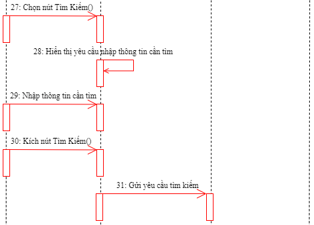 27: Chọn nút Tìm Kiếm()
28: Hiển thị yêu cầu nhập thông tin cần tìm
29: Nhập thông tin cần tìm
30: Kích nút Tìm Kiếm()
31: Gửi yêu cầu tìm kiếm